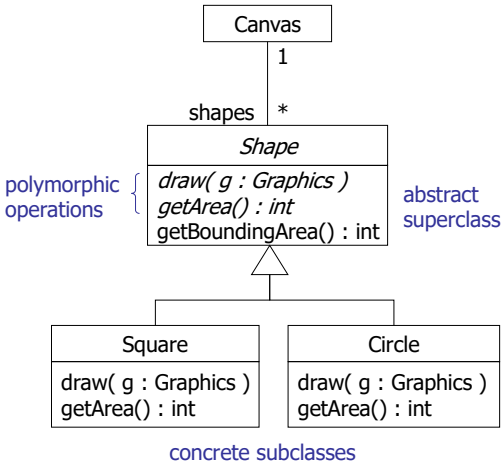 Canvas
1
shapes *
Shape
polymorphic
operations
draw( g : Graphics )
getArea() : int
getBoundingArea() : int
abstract
superclass
Square
draw( g : Graphics )
getArea() : int
Circle
draw( g : Graphics )
getArea() : int
concrete subclasses